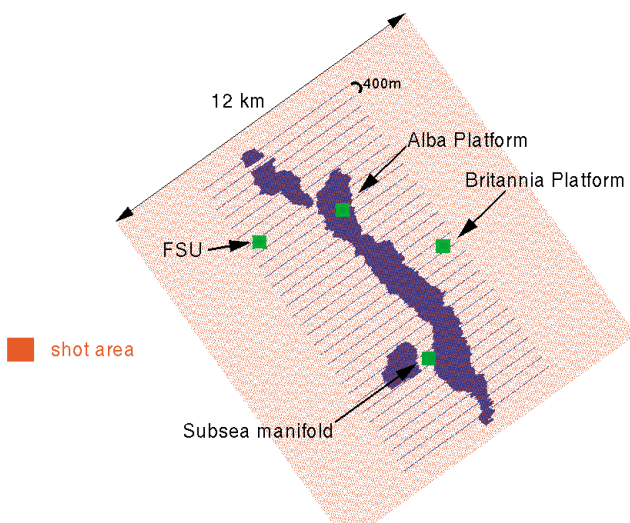 400m
12 km
Alba Platform
Britannia Platform
FSU
shot area
Subsea manifold